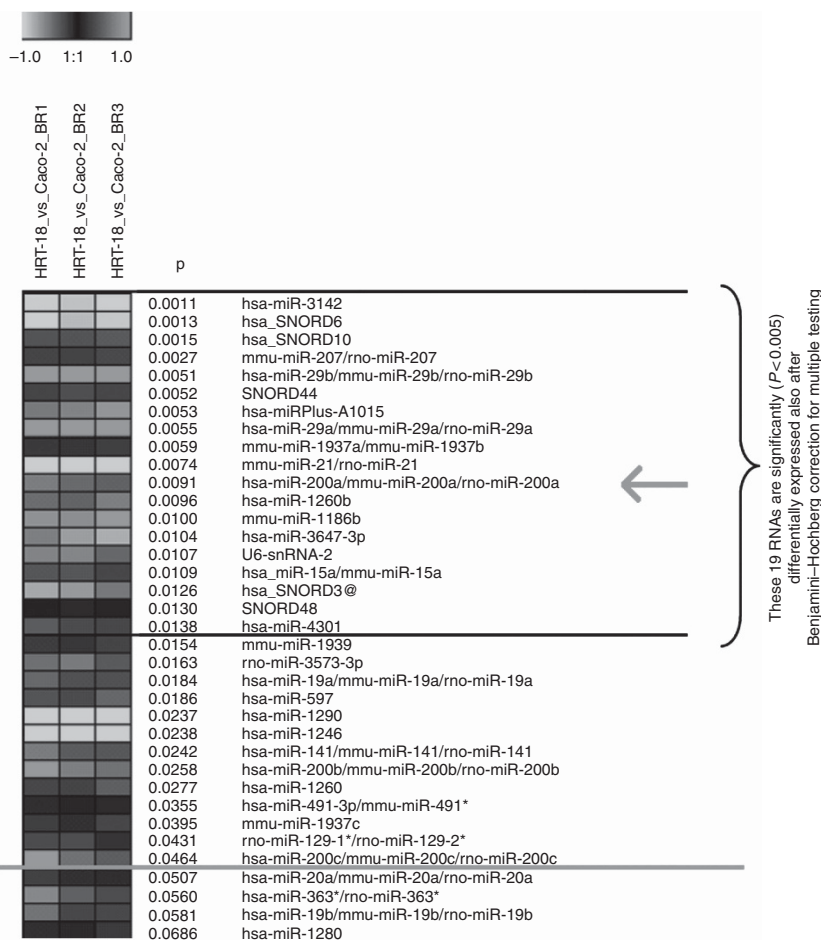 –1.0 1:1 1.0
HRT-18_vs_Caco-2_BR1
HRT-18_vs_Caco-2_BR2
HRT-18_vs_Caco-2_BR3
p
0.0011 hsa-miR-3142
0.0013 hsa_SNORD6
0.0015 hsa_SNORD10
0.0027 mmu-miR-207/rno-miR-207
0.0051 hsa-miR-29b/mmu-miR-29b/rno-miR-29b
0.0052 SNORD44
0.0053 hsa-miRPlus-A1015
0.0055 hsa-miR-29a/mmu-miR-29a/rno-miR-29a
0.0059 mmu-miR-1937a/mmu-miR-1937b
0.0074 mmu-miR-21/rno-miR-21
0.0091 hsa-miR-200a/mmu-miR-200a/rno-miR-200a
0.0096 hsa-miR-1260b
0.0100 mmu-miR-1186b
0.0104 hsa-miR-3647-3p
0.0107 U6-snRNA-2
0.0109 hsa_miR-15a/mmu-miR-15a
0.0126 hsa_SNORD3@
0.0130 SNORD48
0.0138 hsa-miR-4301
0.0154 mmu-miR-1939
0.0163 rno-miR-3573-3p
0.0184 hsa-miR-19a/mmu-miR-19a/rno-miR-19a
0.0186 hsa-miR-597
0.0237 hsa-miR-1290
0.0238 hsa-miR-1246
0.0242 hsa-miR-141/mmu-miR-141/rno-miR-141
0.0258 hsa-miR-200b/mmu-miR-200b/rno-miR-200b
0.0277 hsa-miR-1260
0.0355 hsa-miR-491-3p/mmu-miR-491*
0.0395 mmu-miR-1937c
0.0431 rno-miR-129-1*/rno-miR-129-2*
0.0464 hsa-miR-200c/mmu-miR-200c/rno-miR-200c
0.0507 hsa-miR-20a/mmu-miR-20a/rno-miR-20a
0.0560 hsa-miR-363*/rno-miR-363*
0.0581 hsa-miR-19b/mmu-miR-19b/rno-miR-19b
0.0686 hsa-miR-1280
These 19 RNAs are significantly (P<0.005)
differentially expressed also after
Benjamini–Hochberg correction for multiple testing